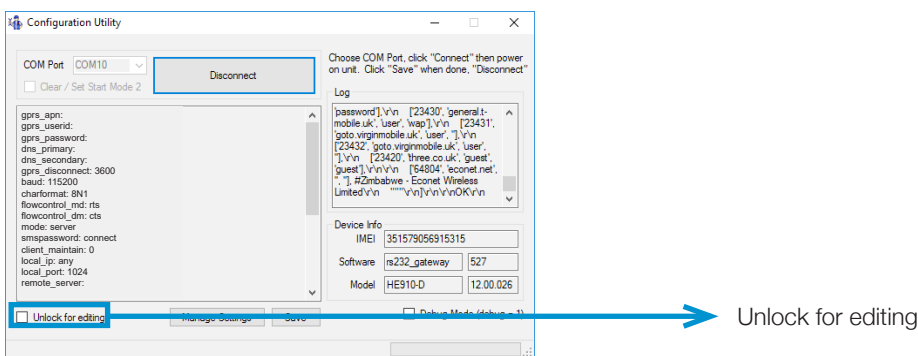 Configuration Utility
COM Port COM10
Disconnect
Clear / Set Start Mode 2
Choose COM Port, click "Connect" then power
on unit. Click "Save" when done, "Disconnect"
gprs_apn:
gprs_userid:
gprs_password:
dns_primary:
dns_secondary:
gprs_disconnect: 3600
baud: 115200
charformat: 8N1
flowcontrol_md: rts
flowcontrol_dm: cts
mode: server
smspassword: connect
client_maintain: 0
local_ip: any
local_port: 1024
remote_server:
Log
'password'],\r\n ['23430', 'general.t-
mobile.uk', 'user', 'wap'],\r\n ['23431',
'goto.virginmobile.uk', 'user', ''],\r\n
['23432', 'goto.virginmobile.uk', 'user',
''],\r\n ['23420', 'three.co.uk', 'guest',
'guest'],\r\n\r\n ['64804', 'econet.net',
'', ''], #Zimbabwe - Econet Wireless
Limited\r\n """\r\n]\r\n\r\nOK\r\n
Device Info
IMEI 351579056915315
Software rs232_gateway 527
Model HE910-D 12.00.026
Unlock for editing
Manage Settings
Save
Debug Mode (debug = 1)
Unlock for editing